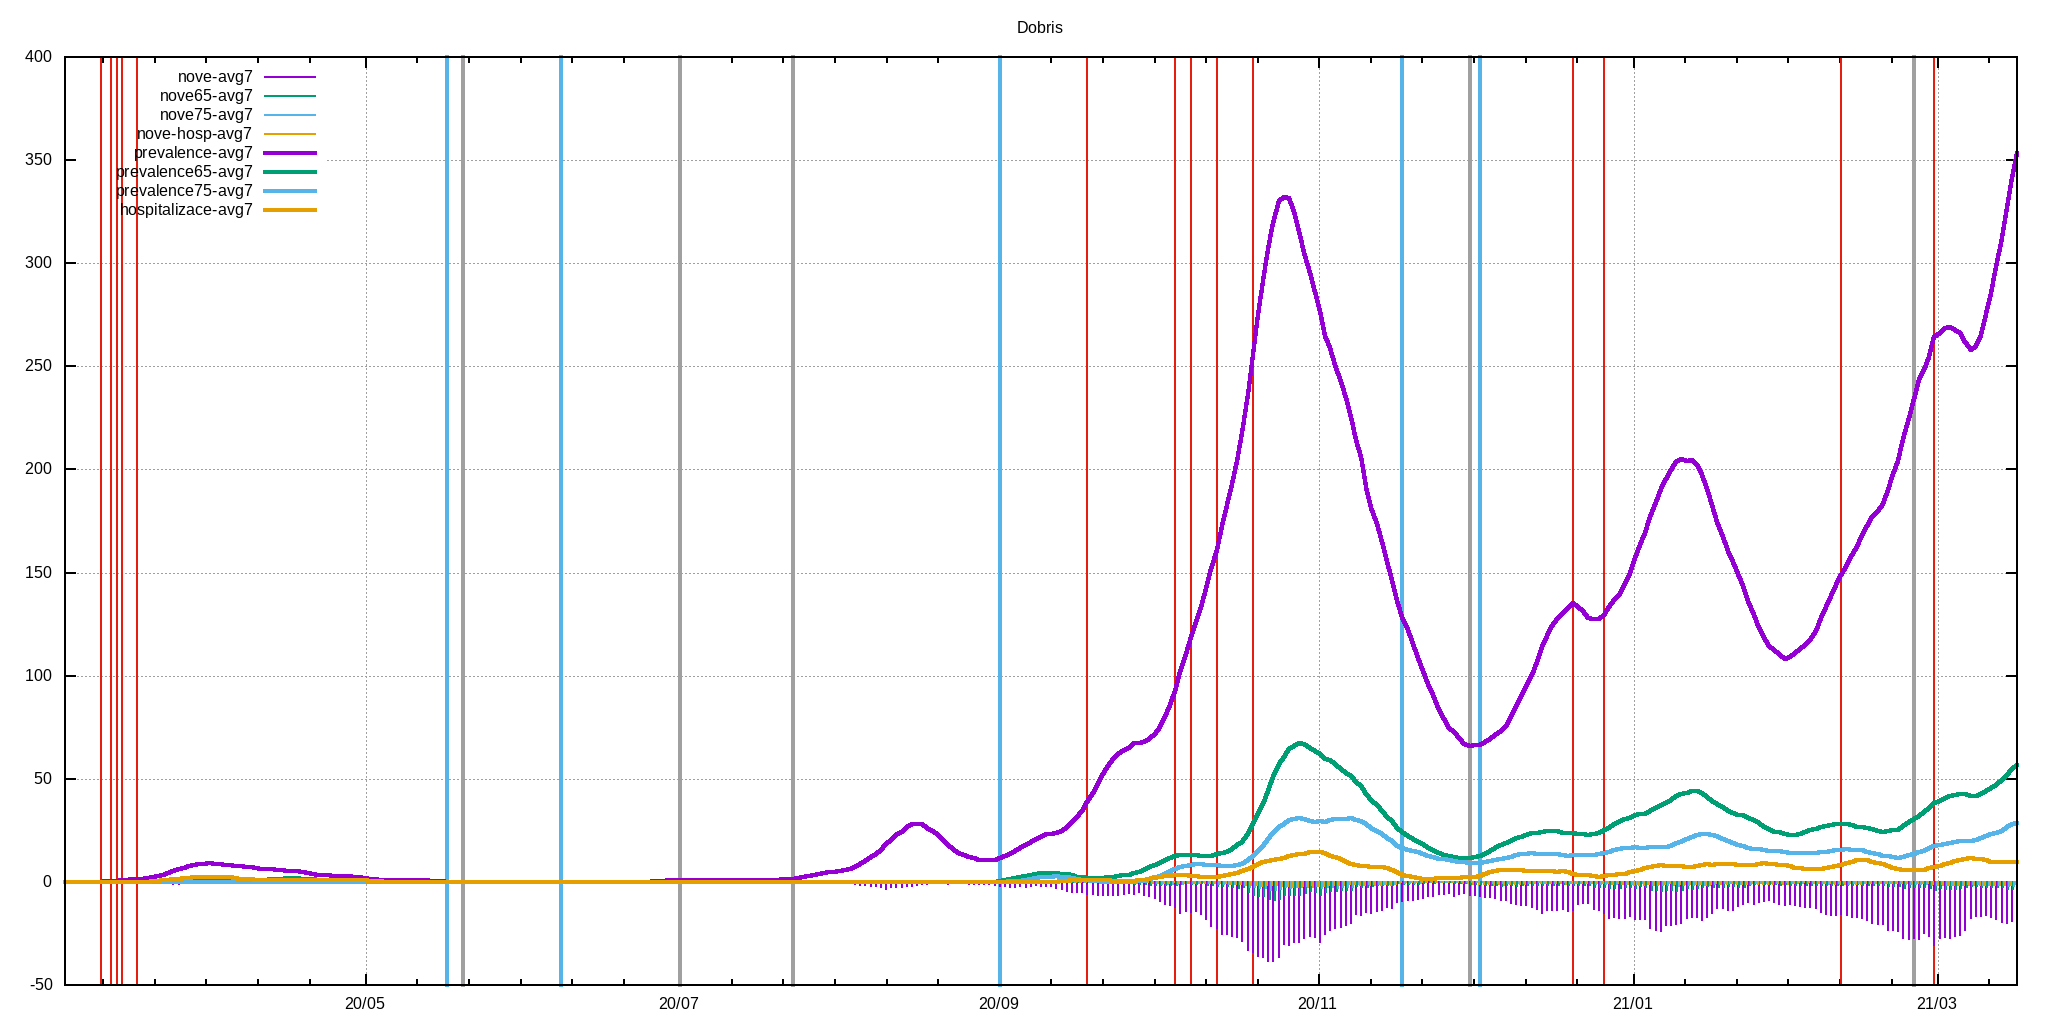 Dobris
400
350
300
250
200
150
100
50
0
-50
nove-avg7
nove65-avg7
nove75-avg7
nove-hosp-avg7
prevalence-avg7
prevalence65-avg7
prevalence75-avg7
hospitalizace-avg7
20/05
20/07
20/09
20/11
21/01
21/03